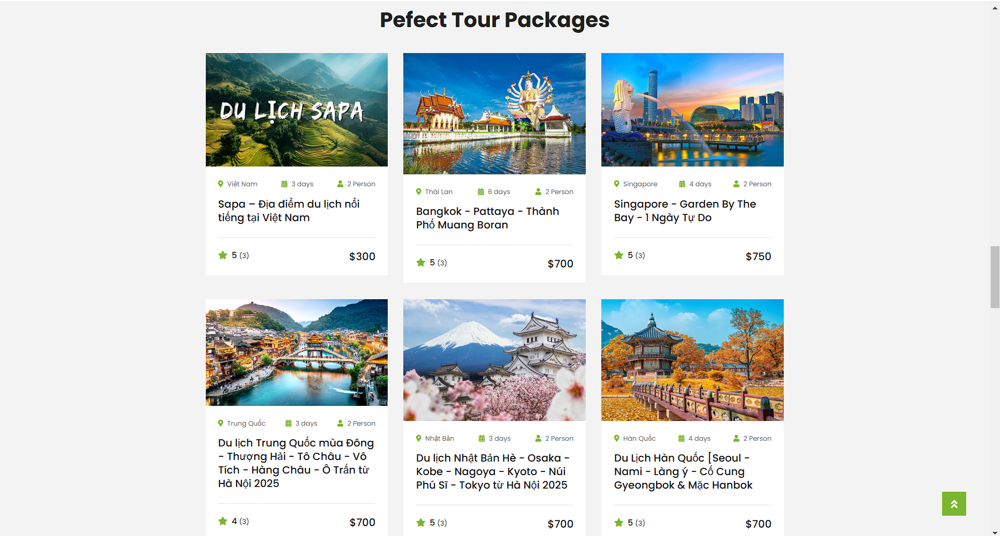 Pefect Tour Packages
DU LỊCH SAPA
Việt Nam 3 days 2 Person
Sapa – Địa điểm du lịch nổi
tiếng tại Việt Nam
5 (3) $300
Thái Lan 6 days 2 Person
Bangkok - Pattaya - Thành
Phố Muang Boran
5 (3) $700
Singapore 4 days 2 Person
Singapore - Garden By The
Bay - 1 Ngày Tự Do
5 (3) $750
Trung Quốc 3 days 2 Person
Du lịch Trung Quốc mùa Đông
- Thượng Hải - Tô Châu - Vô
Tích - Hàng Châu - Ô Trấn từ
Hà Nội 2025
4 (3) $700
Nhật Bản 3 days 2 Person
Du lịch Nhật Bản Hè - Osaka -
Kobe - Nagoya - Kyoto - Núi
Phú Sĩ - Tokyo từ Hà Nội 2025
5 (3) $700
Hàn Quốc 4 days 2 Person
Du Lịch Hàn Quốc [Seoul -
Nami - Làng ý - Cố Cung
Gyeongbok & Mặc Hanbok
5 (3) $700